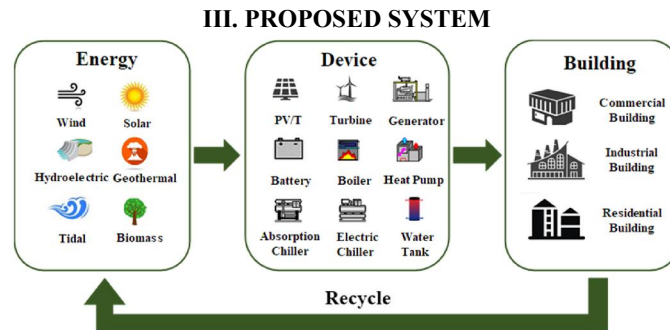 III. PROPOSED SYSTEM
Energy
Wind
Solar
Hydroelectric
Geothermal
Tidal
Biomass
Device
PV/T
Turbine
Generator
Battery
Boiler
Heat Pump
Absorption
Chiller
Electric
Chiller
Water
Tank
Building
Commercial
Building
Industrial
Building
Residential
Building
Recycle